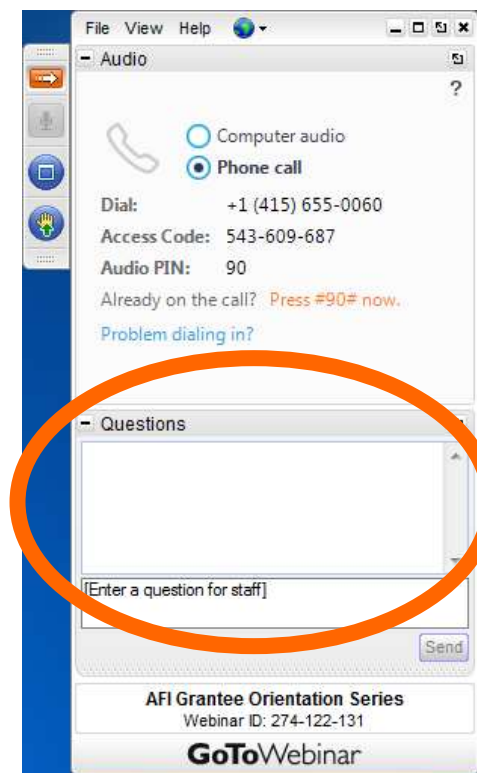 File View Help
Audio
?
Computer audio
Phone call
Dial: +1 (415) 655-0060
Access Code: 543-609-687
Audio PIN: 90
Already on the call? Press #90# now.
Problem dialing in?
Questions
[Enter a question for staff]
Send
AFI Grantee Orientation Series
Webinar ID: 274-122-131
GoToWebinar